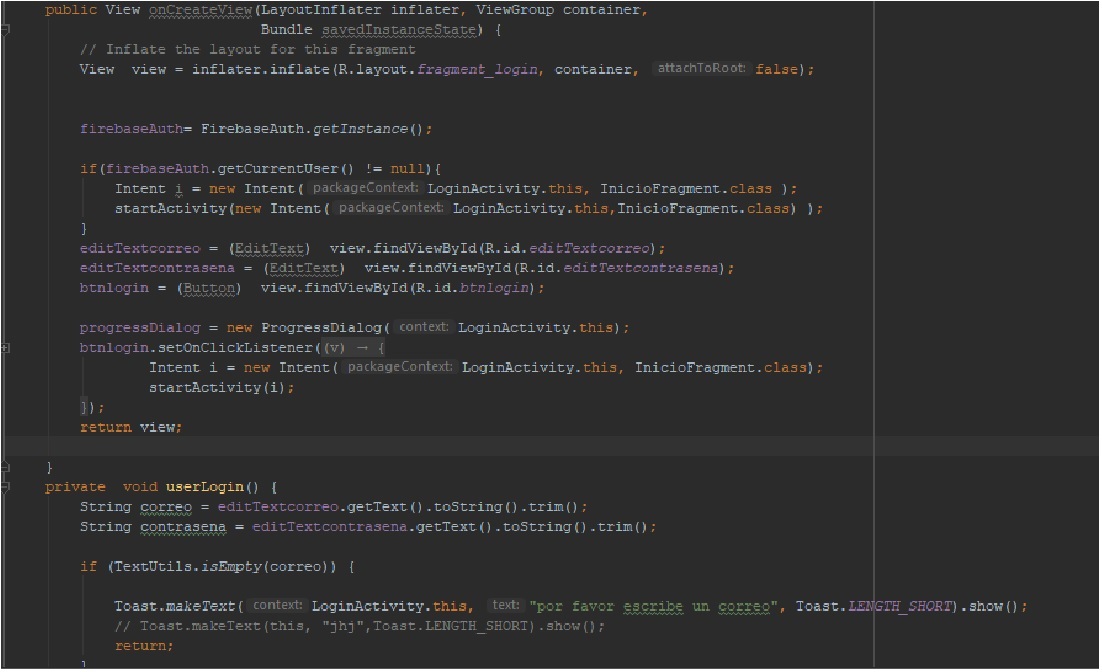 public View onCreateView(LayoutInflater inflater, ViewGroup container,
Bundle savedInstanceState) {
// Inflate the layout for this fragment
View  view = inflater.inflate(R.layout.fragment_login, container, attachToRoot: false);
firebaseAuth= FirebaseAuth.getInstance();
if(firebaseAuth.getCurrentUser() != null){
Intent i = new Intent( packageContext: LoginActivity.this, InicioFragment.class );
startActivity(new Intent( packageContext: LoginActivity.this,InicioFragment.class) );
}
editTextcorreo = (EditText)  view.findViewById(R.id.editTextcorreo);
editTextcontrasena = (EditText)  view.findViewById(R.id.editTextcontrasena);
btnlogin = (Button)  view.findViewById(R.id.btnlogin);
progressDialog = new ProgressDialog( context: LoginActivity.this);
btnlogin.setOnClickListener((v) → {
Intent i = new Intent( packageContext: LoginActivity.this, InicioFragment.class);
startActivity(i);
});
return view;
}
private  void userLogin() {
String correo = editTextcorreo.getText().toString().trim();
String contrasena = editTextcontrasena.getText().toString().trim();
if (TextUtils.isEmpty(correo)) {
Toast.makeText( context: LoginActivity.this,  text: "por favor escribe un correo", Toast.LENGTH_SHORT).show();
// Toast.makeText(this, "jhj",Toast.LENGTH_SHORT).show();
return;
}